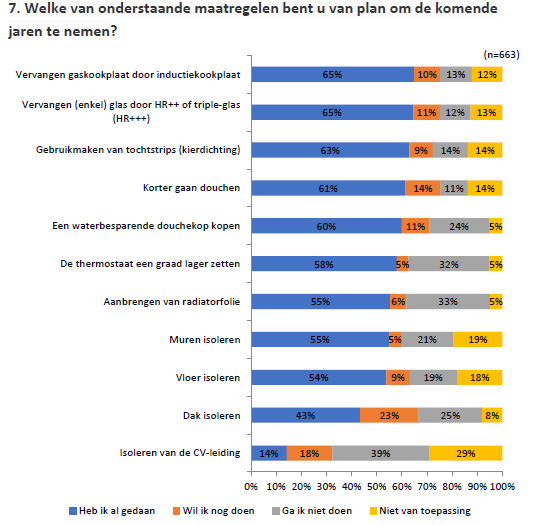 7. Welke van onderstaande maatregelen bent u van plan om de komende
jaren te nemen?
(n=663)
Vervangen gaskookplaat door inductiekookplaat 65% 10% 13% 12%
Vervangen (enkel) glas door HR++ of triple-glas
(HR+++) 65% 11% 12% 13%
Gebruikmaken van tochtstrips (kierdichting) 63% 9% 14% 14%
Korter gaan douchen 61% 14% 11% 14%
Een waterbesparende douchekop kopen 60% 11% 24% 5%
De thermostaat een graad lager zetten 58% 5% 32% 5%
Aanbrengen van radiatorfolie 55% 6% 33% 5%
Muren isoleren 55% 5% 21% 19%
Vloer isoleren 54% 9% 19% 18%
Dak isoleren 43% 23% 25% 8%
Isoleren van de CV-leiding 14% 18% 39% 29%
0% 10% 20% 30% 40% 50% 60% 70% 80% 90% 100%
Heb ik al gedaan Wil ik nog doen Ga ik niet doen Niet van toepassing